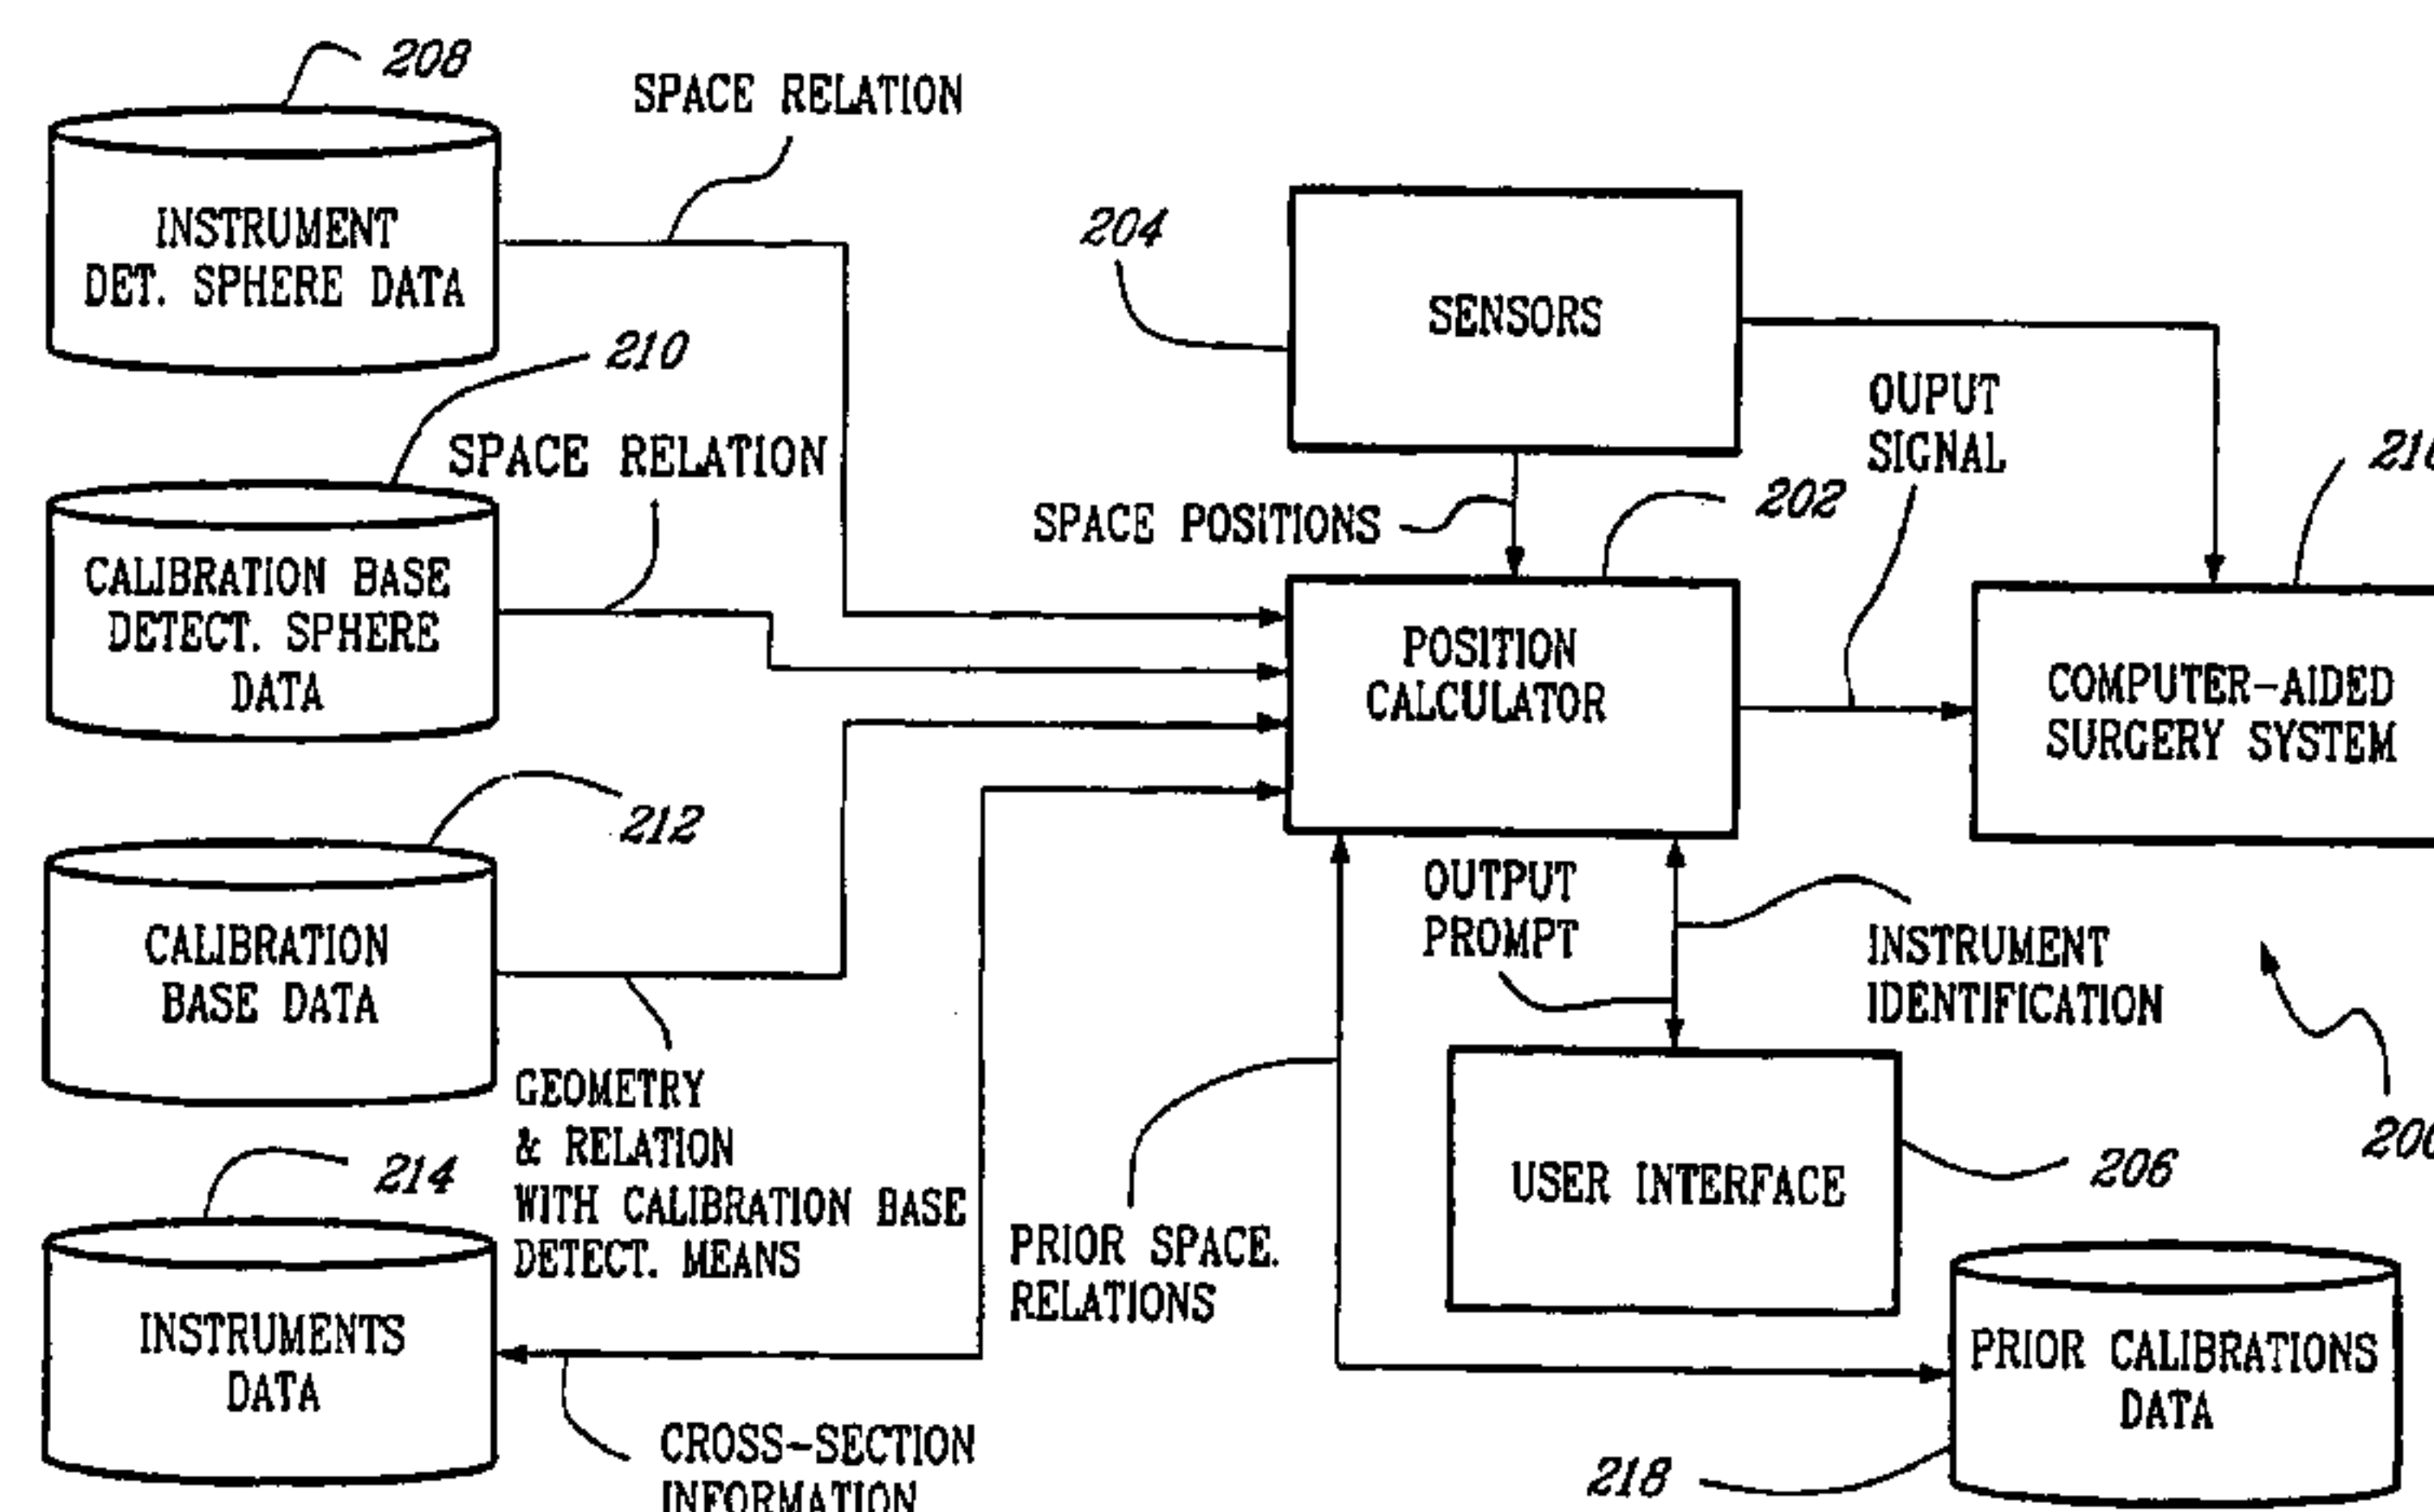 208
SPACE RELATION
INSTRUMENT
DET. SPHERE DATA
204
SENSORS
210
SPACE RELATION
OUPUT
SIGNAL
SPACE POSITIONS
202
CALIBRATION BASE
DETECT. SPHERE
DATA
POSITION
CALCULATOR
COMPUTER-AIDED
SURGERY SYSTEM
212
OUTPUT
PROMPT
INSTRUMENT
IDENTIFICATION
CALIBRATION
BASE DATA
GEOMETRY
& RELATION
WITH CALIBRATION BASE
DETECT. MEANS
214
USER INTERFACE
206
PRIOR SPACE.
RELATIONS
INSTRUMENTS
DATA
PRIOR CALIBRATIONS
DATA
CROSS-SECTION
INFORMATION
218